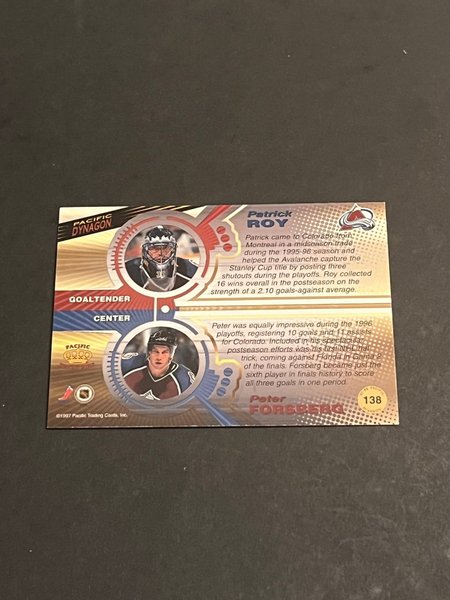 PACIFIC
DYNAGON
Patrick
ROY
Patrick came to Colorado from
Montreal in a midseason trade
during the 1995-96 season and
helped the Avalanche capture the
Stanley Cup title by posting three
shutouts during the playoffs. Roy collected
16 wins overall in the postseason on the
strength of a 2.10 goals-against average.
GOALTENDER
CENTER
PACIFIC
Peter was equally impressive during the 1996
playoffs, registering 10 goals and 11 assists
for Colorado. Included in his spectacular
postseason efforts was his first hat
trick, coming against Florida in Game 2
of the finals. Forsberg became just the
sixth player in finals history to score
all three goals in one period.
Peter
FORSBERG
NHL
138
©1997 Pacific Trading Cards, Inc.